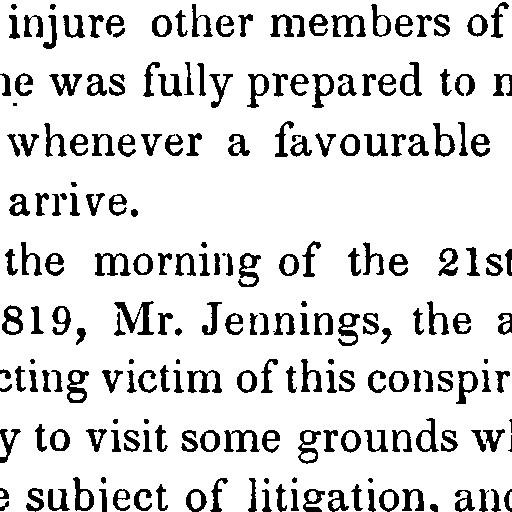 injure other members of
he was fully prepared to
whenever a favourable
arrive.
the morning of the 21st
819, Mr. Jennings, the a
cting victim of this conspir
y to visit some grounds wh
e subject of litigation, and